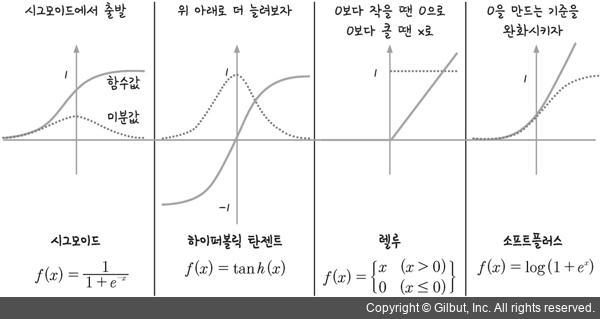 시그모이드에서 출발
1
함수값
미분값
시그모이드
f(x) = 1 / (1 + e^-x)
위 아래로 더 늘려보자
1
-1
하이퍼볼릭 탄젠트
f(x) = tanh(x)
0보다 작을 땐 0으로
0보다 클 땐 x로
1
렐루
f(x) = { x (x > 0)
0 (x ≤ 0) }
0을 만드는 기준을
완화시키자
1
소프트플러스
f(x) = log(1 + e^x)
Copyright © Gilbut, Inc. All rights reserved.